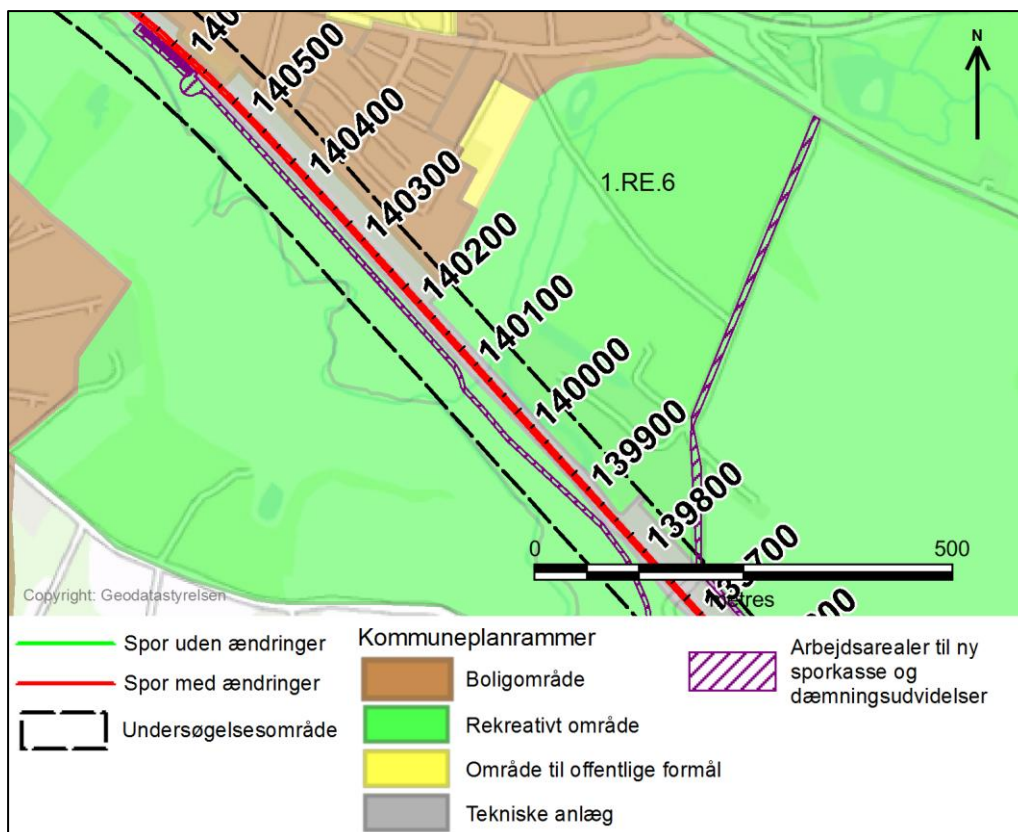 N
140500
140400
140300
1.RE.6
140200
140100
140000
139900
139800
0
500
139700
metres
Copyright: Geodatastyrelsen
Spor uden ændringer
Spor med ændringer
Undersøgelsesområde
Kommuneplanrammer
Boligområde
Rekreativt område
Område til offentlige formål
Tekniske anlæg
Arbejdsarealer til ny
sporkasse og
dæmningsudvidelser